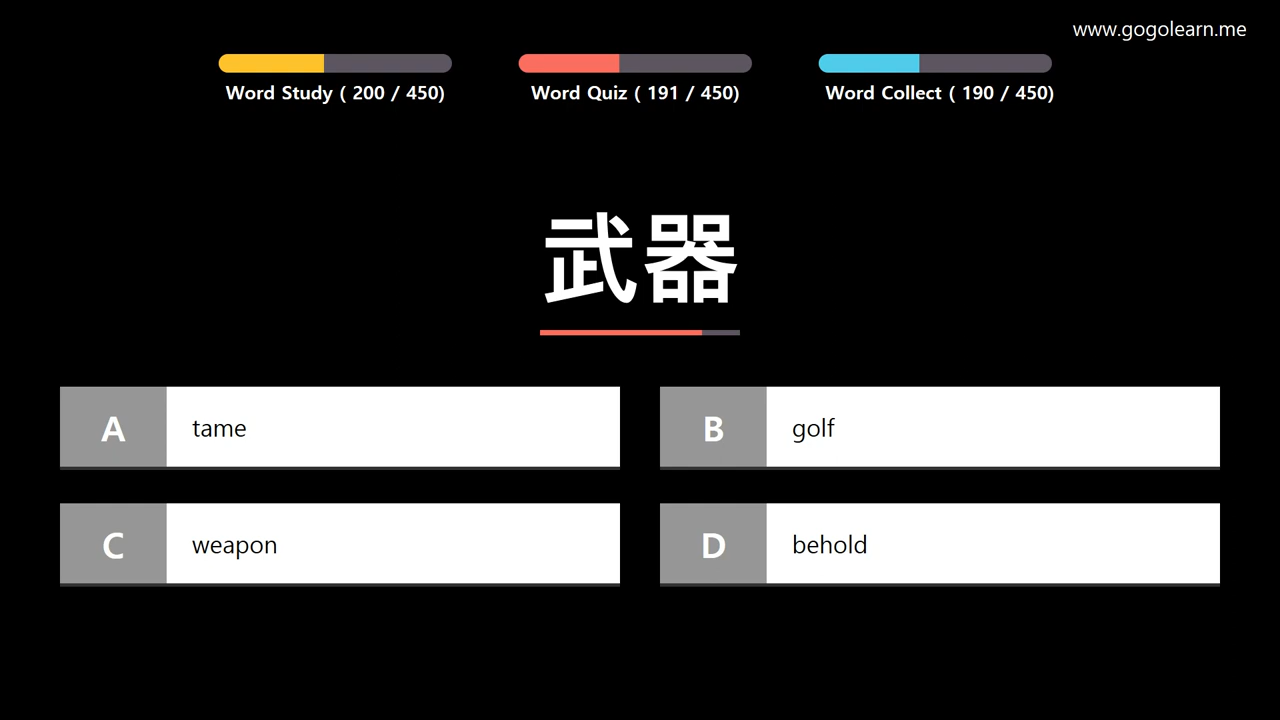 www.gogolearn.me
Word Study ( 200 / 450)
Word Quiz ( 191 / 450)
Word Collect ( 190 / 450)
武器
A tame
B golf
C weapon
D behold